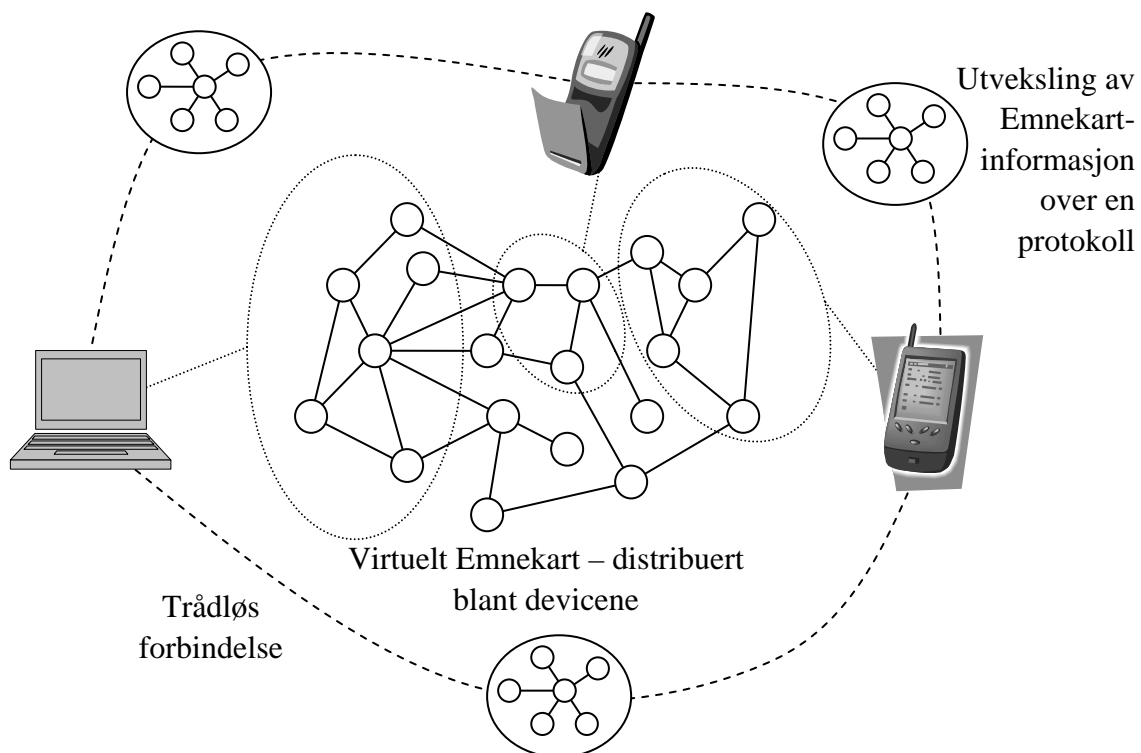 Utveksling av
Emnekart-
informasjon
over en
protokoll
Virtuelt Emnekart – distribuert
blant devicene
Trådløs
forbindelse